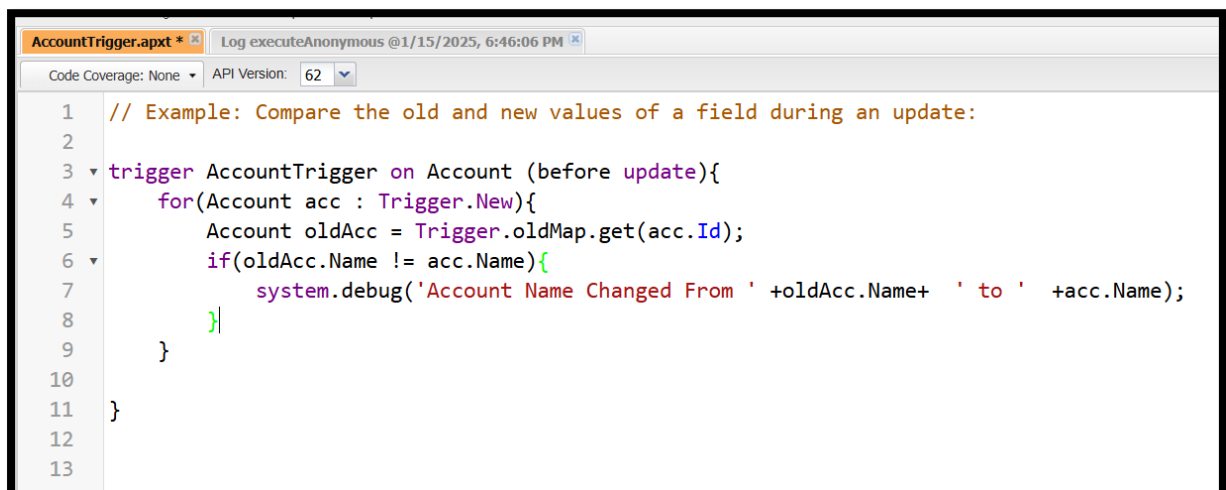 AccountTrigger.apxt * Log executeAnonymous @1/15/2025, 6:46:06 PM
Code Coverage: None API Version: 62
1 // Example: Compare the old and new values of a field during an update:
2
3 trigger AccountTrigger on Account (before update){
4 for(Account acc : Trigger.New){
5 Account oldAcc = Trigger.oldMap.get(acc.Id);
6 if(oldAcc.Name != acc.Name){
7 system.debug('Account Name Changed From ' +oldAcc.Name+ ' to ' +acc.Name);
8 }
9 }
10
11 }
12
13